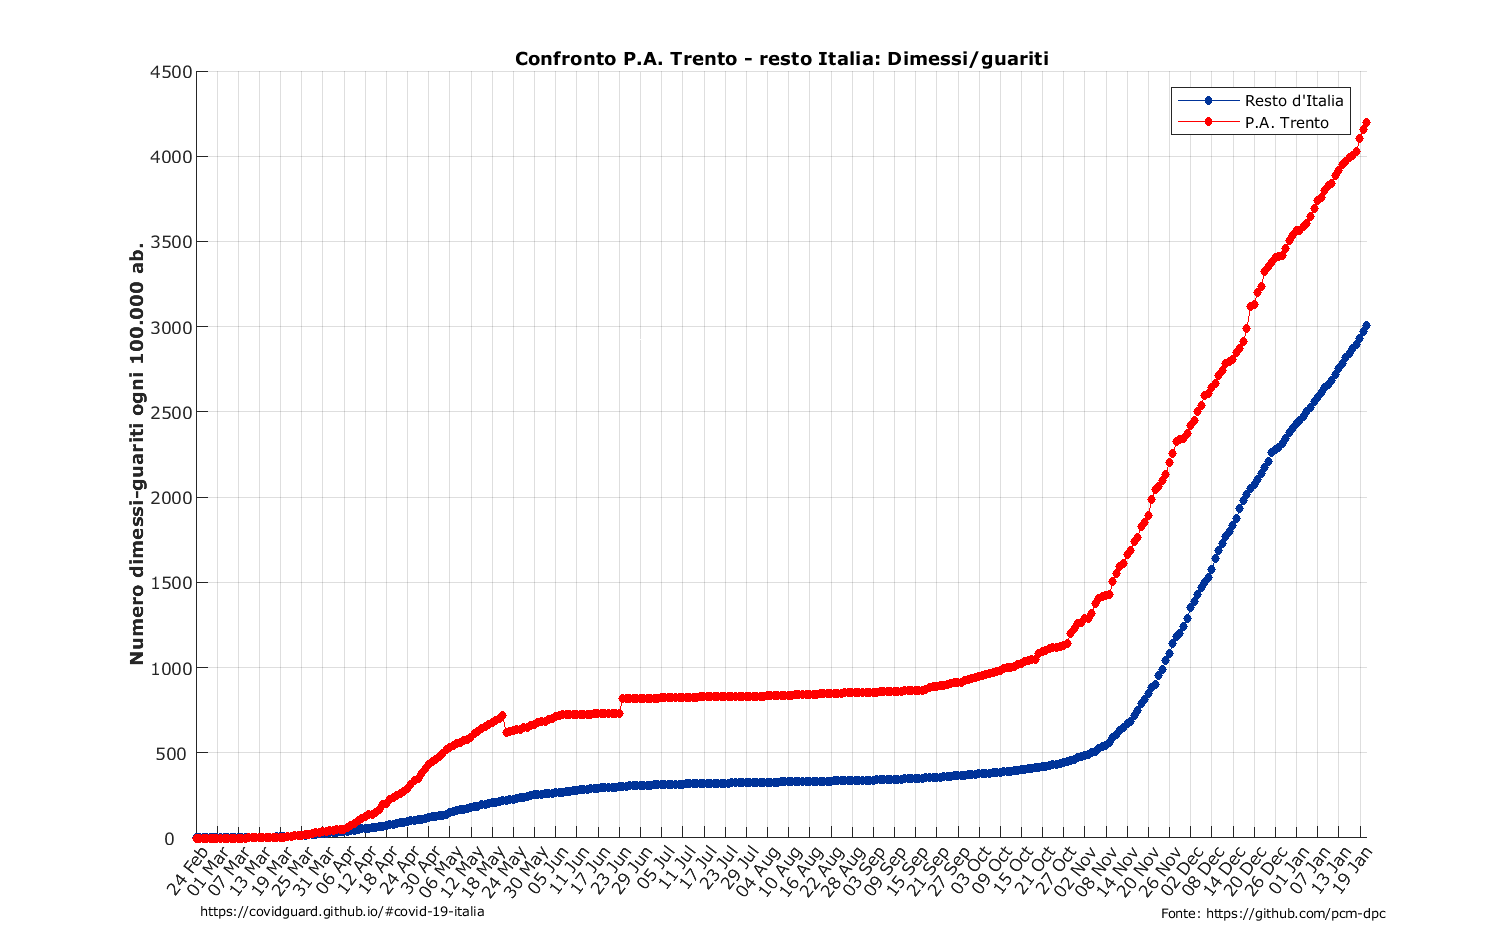 Confronto P.A. Trento - resto Italia: Dimessi/guariti
Resto d'Italia
P.A. Trento
Numero dimessi-guariti ogni 100.000 ab.
4500
4000
3500
3000
2500
2000
1500
1000
500
0
24 Feb
01 Mar
07 Mar
13 Mar
19 Mar
25 Mar
31 Mar
06 Apr
12 Apr
18 Apr
24 Apr
30 Apr
06 May
12 May
18 May
24 May
30 May
05 Jun
11 Jun
17 Jun
23 Jun
29 Jun
05 Jul
11 Jul
17 Jul
23 Jul
29 Jul
04 Aug
10 Aug
16 Aug
22 Aug
28 Aug
03 Sep
09 Sep
15 Sep
21 Sep
27 Sep
03 Oct
09 Oct
15 Oct
21 Oct
27 Oct
02 Nov
08 Nov
14 Nov
20 Nov
26 Nov
02 Dec
08 Dec
14 Dec
20 Dec
26 Dec
01 Jan
07 Jan
13 Jan
19 Jan
https://covidguard.github.io/#covid-19-italia
Fonte: https://github.com/pcm-dpc